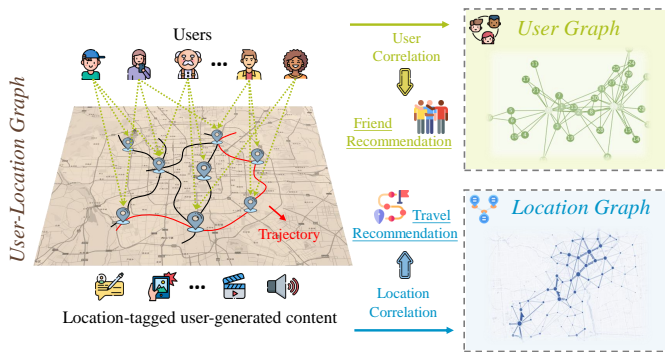 User-Location Graph
Users
Trajectory
Location-tagged user-generated content
User
Correlation
Friend
Recommendation
Travel
Recommendation
Location
Correlation
User Graph
Location Graph